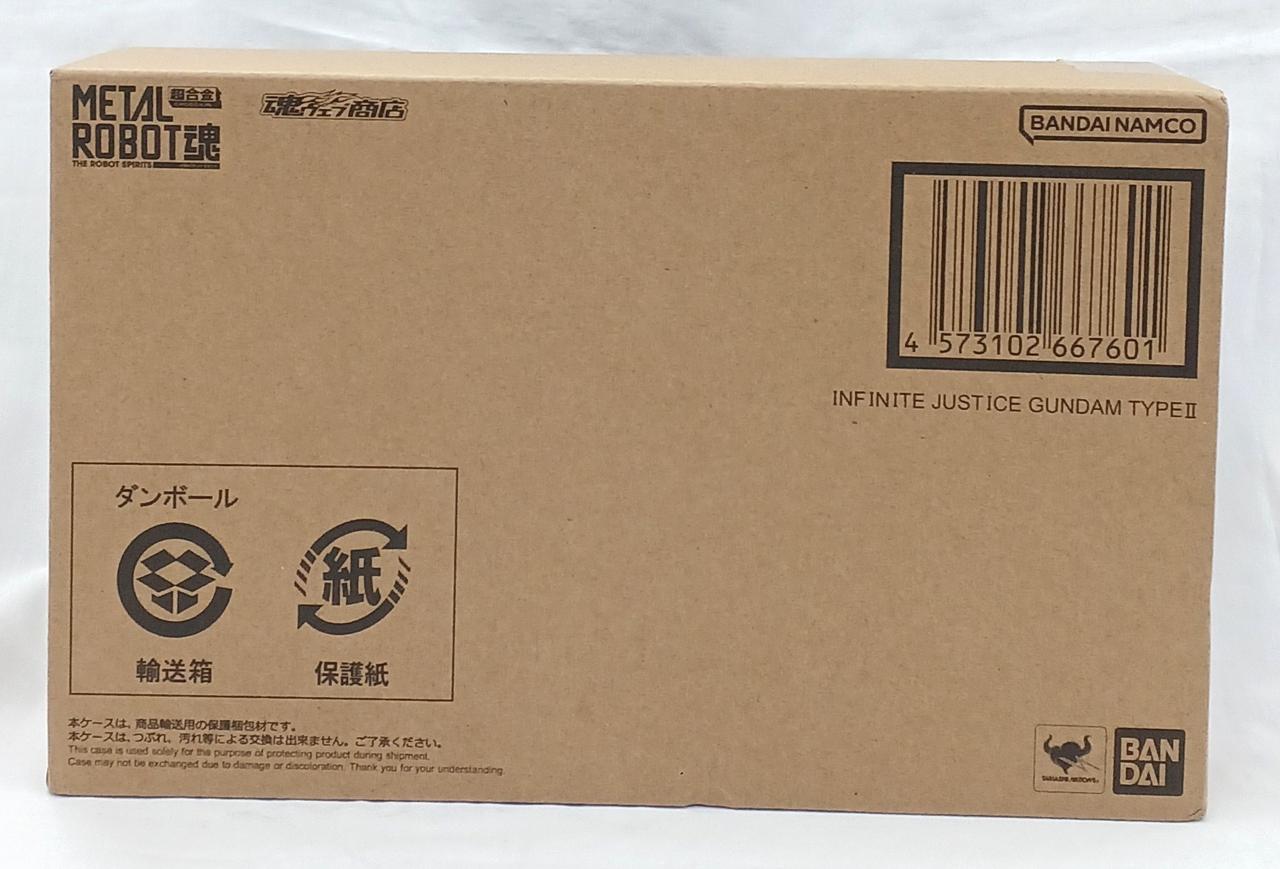 METAL 超合金
ROBOT魂
THE ROBOT SPIRITS
魂ウェブ商店
BANDAI NAMCO
4 573102 667601
INFINITE JUSTICE GUNDAM TYPEⅡ
ダンボール
紙
輸送箱
保護紙
本ケースは、商品輸送用の保護梱包材です。
本ケースは、つぶれ、汚れ等による交換は出来ません。ご了承ください。
This case is used solely for the purpose of protecting product during shipment.
Case may not be exchanged due to damage or discoloration. Thank you for your understanding.
TAMASHII NATIONS
BAN
DAI